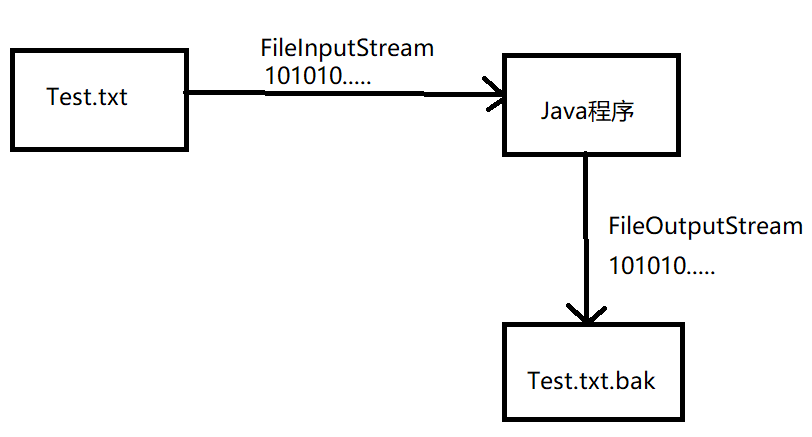 FileInputStream
101010.....
Test.txt
Java程序
FileOutputStream
101010.....
Test.txt.bak